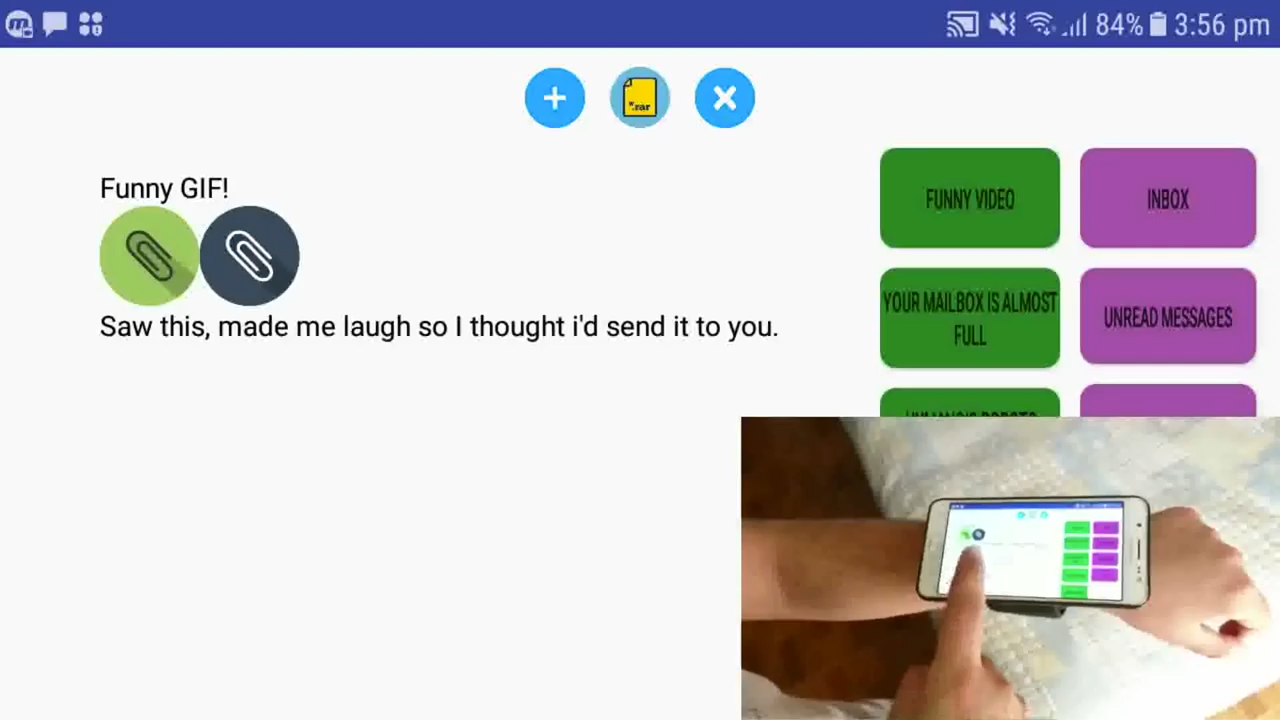 84% 3:56 pm
*.rar
Funny GIF!
Saw this, made me laugh so I thought i'd send it to you.
FUNNY VIDEO
INBOX
YOUR MAILBOX IS ALMOST
FULL
UNREAD MESSAGES